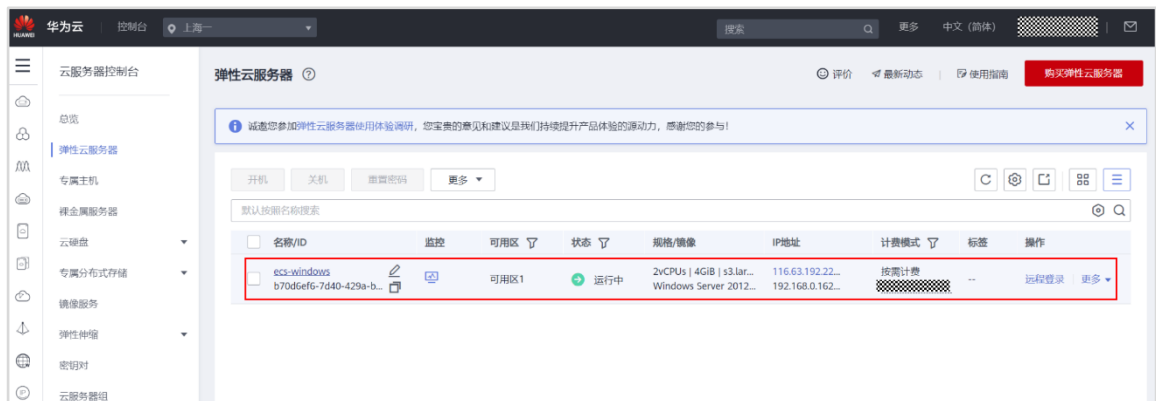 HUAWEI 华为云 控制台 上海一 搜索 更多 中文 (简体)
云服务器控制台
总览
弹性云服务器
专属主机
裸金属服务器
云硬盘
专属分布式存储
镜像服务
弹性伸缩
密钥对
云服务器组
弹性云服务器 评价 最新动态 使用指南 购买弹性云服务器
诚邀您参加弹性云服务器使用体验调研，您宝贵的意见和建议是我们持续提升产品体验的源动力，感谢您的参与！
开机 关机 重置密码 更多
默认按照名称搜索
名称/ID 监控 可用区 状态 规格/镜像 IP地址 计费模式 标签 操作
ecs-windows 可用区1 运行中 2vCPUs | 4GiB | s3.lar... 116.63.192.22... 按需计费 -- 远程登录 更多
b70d6ef6-7d40-429a-b... Windows Server 2012... 192.168.0.162...